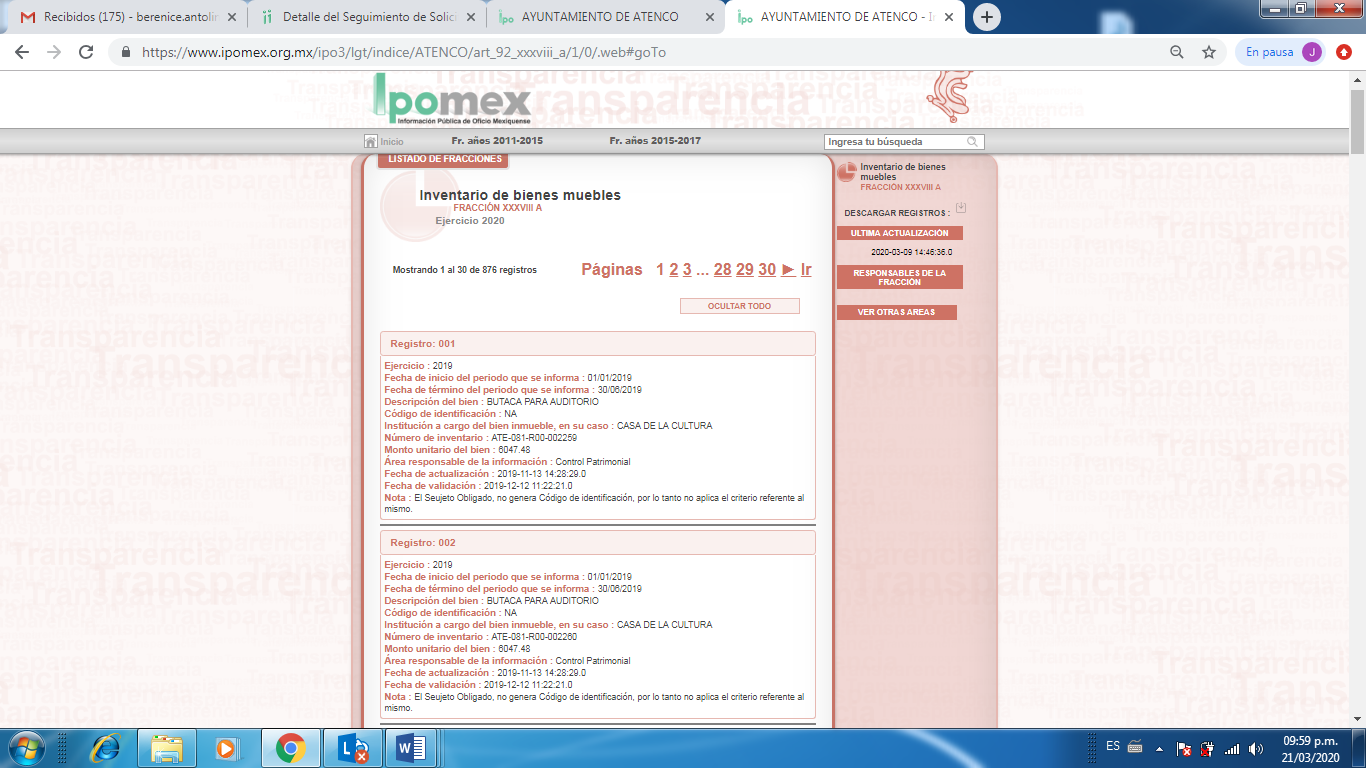 Recibidos (175) - berenice.antolin
Detalle del Seguimiento de Solici
AYUNTAMIENTO DE ATENCO
AYUNTAMIENTO DE ATENCO - In
https://www.ipomex.org.mx/ipo3/lgt/indice/ATENCO/art_92_xxxviii_a/1/0/.web#goTo
En pausa
J
Ipomex
Información Pública de Oficio Mexiquense
Transparencia
Inicio
Fr. años 2011-2015
Fr. años 2015-2017
Ingresa tu búsqueda
LISTADO DE FRACCIONES
Inventario de bienes muebles
FRACCIÓN XXXVIII A
Ejercicio 2020
Mostrando 1 al 30 de 876 registros
Páginas 1 2 3 ... 28 29 30 ► Ir
OCULTAR TODO
Registro: 001
Ejercicio : 2019
Fecha de inicio del periodo que se informa : 01/01/2019
Fecha de término del periodo que se informa : 30/06/2019
Descripción del bien : BUTACA PARA AUDITORIO
Código de identificación : NA
Institución a cargo del bien inmueble, en su caso : CASA DE LA CULTURA
Número de inventario : ATE-081-R00-002259
Monto unitario del bien : 6047.48
Área responsable de la información : Control Patrimonial
Fecha de actualización : 2019-11-13 14:28:29.0
Fecha de validación : 2019-12-12 11:22:21.0
Nota : El Seujeto Obligado, no genera Código de identificación, por lo tanto no aplica el criterio referente al
mismo.
Registro: 002
Ejercicio : 2019
Fecha de inicio del periodo que se informa : 01/01/2019
Fecha de término del periodo que se informa : 30/06/2019
Descripción del bien : BUTACA PARA AUDITORIO
Código de identificación : NA
Institución a cargo del bien inmueble, en su caso : CASA DE LA CULTURA
Número de inventario : ATE-081-R00-002260
Monto unitario del bien : 6047.48
Área responsable de la información : Control Patrimonial
Fecha de actualización : 2019-11-13 14:28:29.0
Fecha de validación : 2019-12-12 11:22:21.0
Nota : El Seujeto Obligado, no genera Código de identificación, por lo tanto no aplica el criterio referente al
mismo.
Inventario de bienes
muebles
FRACCIÓN XXXVIII A
DESCARGAR REGISTROS :
ULTIMA ACTUALIZACIÓN
2020-03-09 14:46:36.0
RESPONSABLES DE LA
FRACCIÓN
VER OTRAS AREAS
ES
09:59 p.m.
21/03/2020